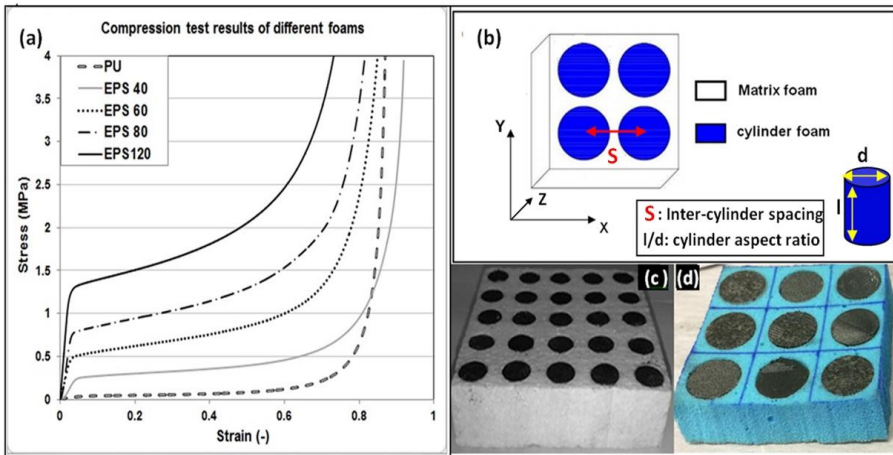 (a)
Compression test results of different foams
PU
EPS 40
EPS 60
EPS 80
EPS120
Stress (MPa)
4
3.5
3
2.5
2
1.5
1
0.5
0
0
0.2
0.4
0.6
0.8
1
Strain (-)
(b)
Y
Z
X
S
Matrix foam
cylinder foam
d
l
S : Inter-cylinder spacing
l/d: cylinder aspect ratio
(c)
(d)